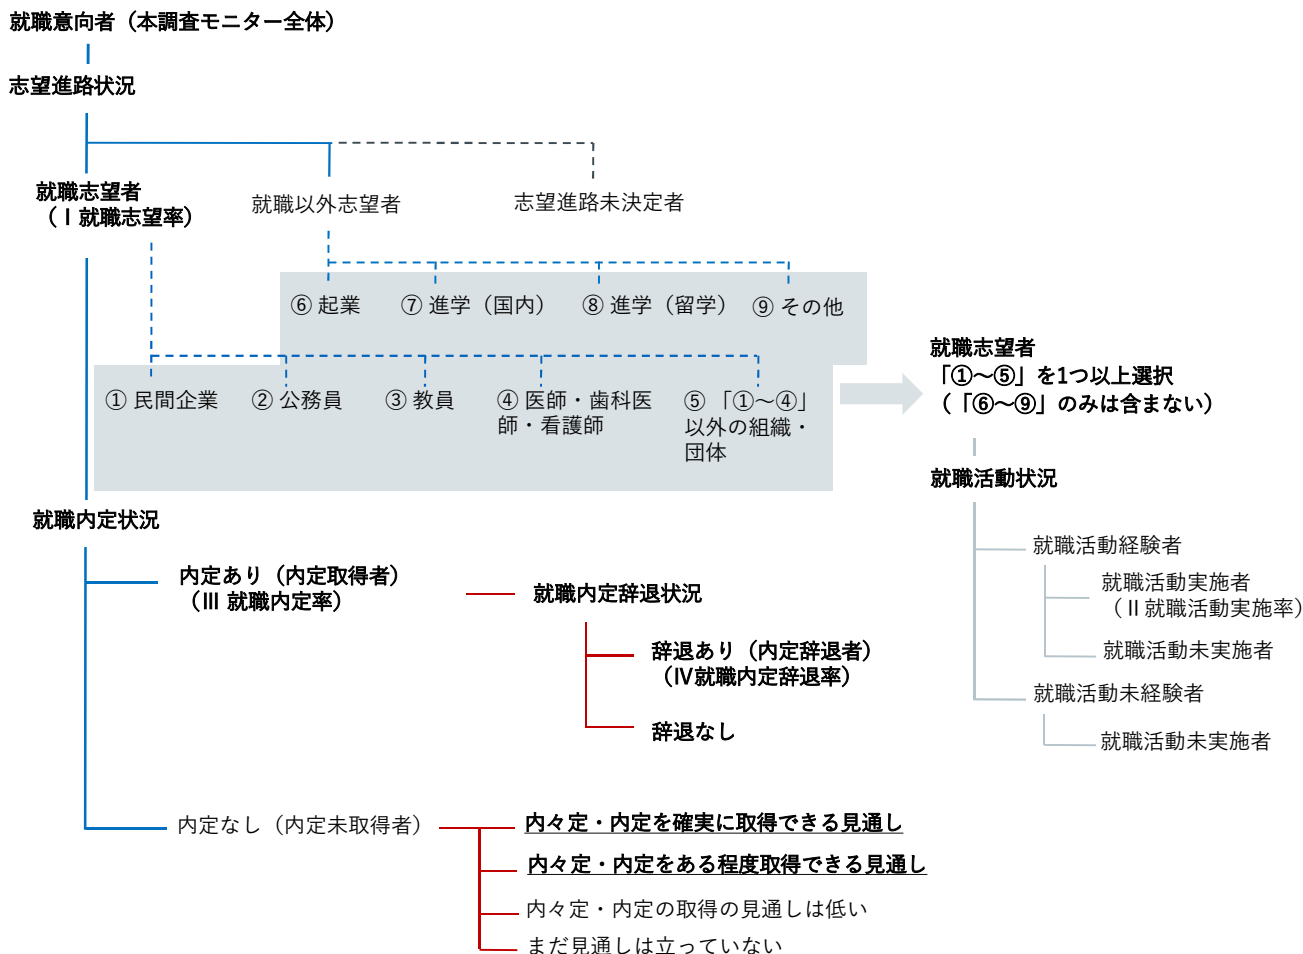 就職意向者（本調査モニター全体）
志望進路状況
就職志望者
（Ⅰ就職志望率）
就職以外志望者
志望進路未決定者
⑥ 起業
⑦ 進学（国内）
⑧ 進学（留学）
⑨ その他
① 民間企業
② 公務員
③ 教員
④ 医師・歯科医
師・看護師
⑤ 「①～④」
以外の組織・
団体
就職志望者
「①～⑤」を1つ以上選択
（「⑥～⑨」のみは含まない）
就職活動状況
就職活動経験者
就職活動実施者
（Ⅱ就職活動実施率）
就職活動未実施者
就職活動未経験者
就職活動未実施者
就職内定状況
内定あり（内定取得者）
（Ⅲ 就職内定率）
就職内定辞退状況
辞退あり（内定辞退者）
（Ⅳ就職内定辞退率）
辞退なし
内定なし（内定未取得者）
内々定・内定を確実に取得できる見通し
内々定・内定をある程度取得できる見通し
内々定・内定の取得の見通しは低い
まだ見通しは立っていない